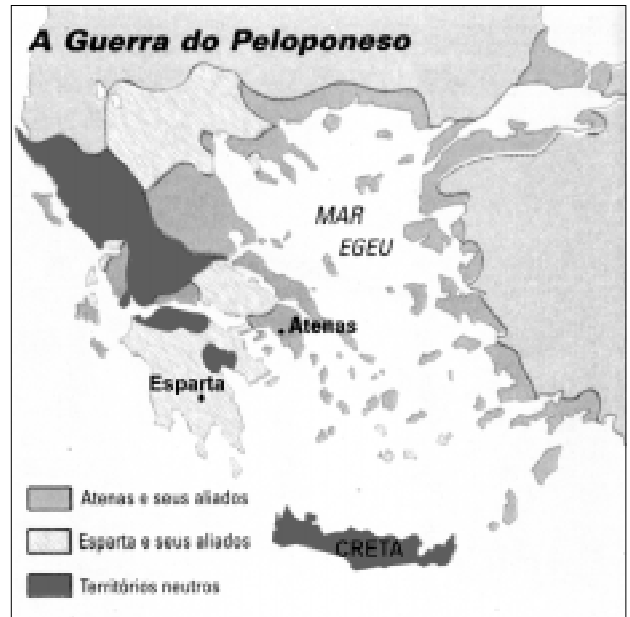 A Guerra do Peloponeso
MAR
EGEU
Atenas
Esparta
Atenas e seus aliados
Esparta e seus aliados
CRETA
Territórios neutros